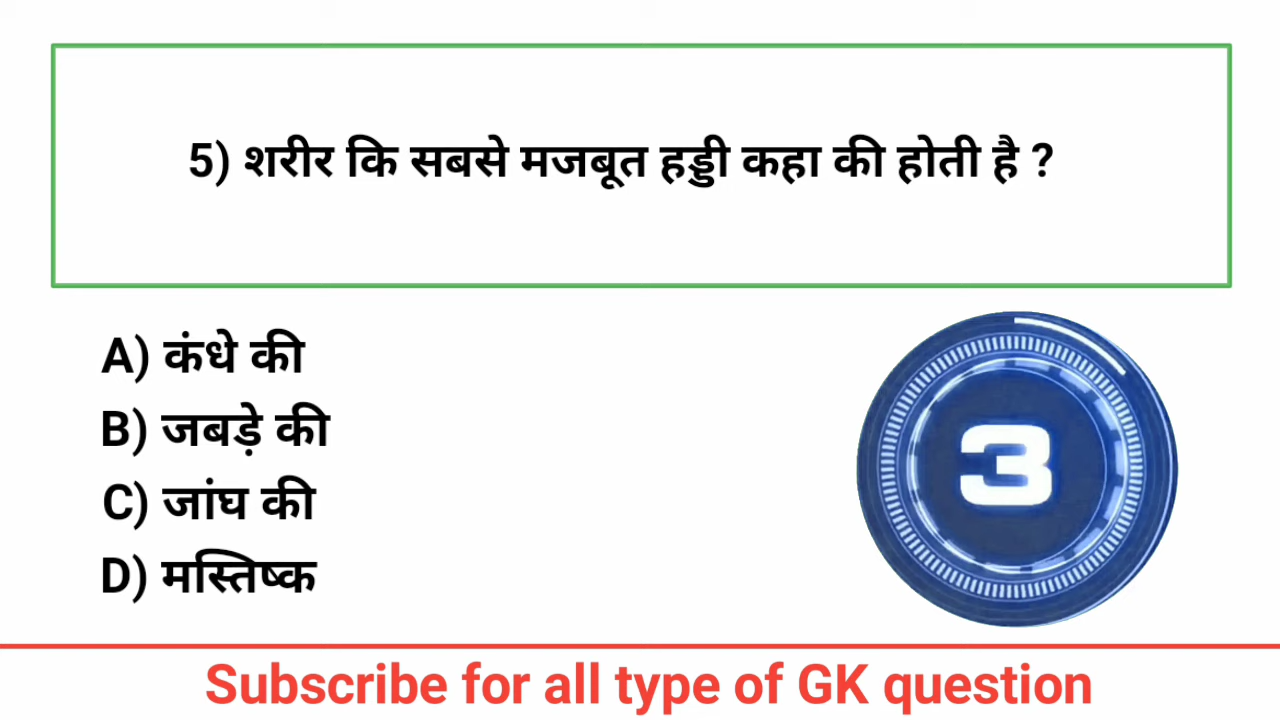 5) शरीर कि सबसे मजबूत हड्डी कहा की होती है ?
A) कंधे की
B) जबड़े की
C) जांघ की
D) मस्तिष्क
3
Subscribe for all type of GK question